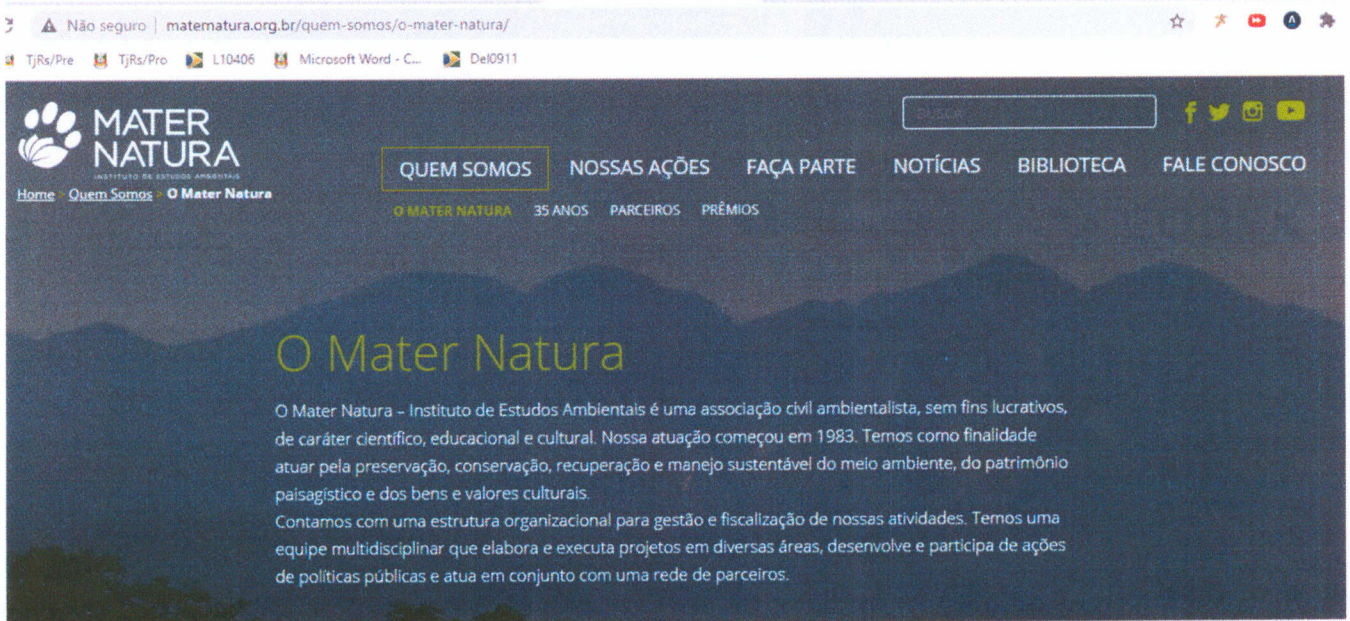 Não seguro | maternatura.org.br/quem-somos/o-mater-natura/
TjRs/Pre TjRs/Pro L10406 Microsoft Word - C... Del0911
MATER
NATURA
INSTITUTO DE ESTUDOS AMBIENTAIS
BUSCA
QUEM SOMOS NOSSAS AÇÕES FAÇA PARTE NOTÍCIAS BIBLIOTECA FALE CONOSCO
Home > Quem Somos > O Mater Natura
O MATER NATURA 35 ANOS PARCEIROS PRÊMIOS
O Mater Natura
O Mater Natura – Instituto de Estudos Ambientais é uma associação civil ambientalista, sem fins lucrativos,
de caráter científico, educacional e cultural. Nossa atuação começou em 1983. Temos como finalidade
atuar pela preservação, conservação, recuperação e manejo sustentável do meio ambiente, do patrimônio
paisagístico e dos bens e valores culturais.
Contamos com uma estrutura organizacional para gestão e fiscalização de nossas atividades. Temos uma
equipe multidisciplinar que elabora e executa projetos em diversas áreas, desenvolve e participa de ações
de políticas públicas e atua em conjunto com uma rede de parceiros.